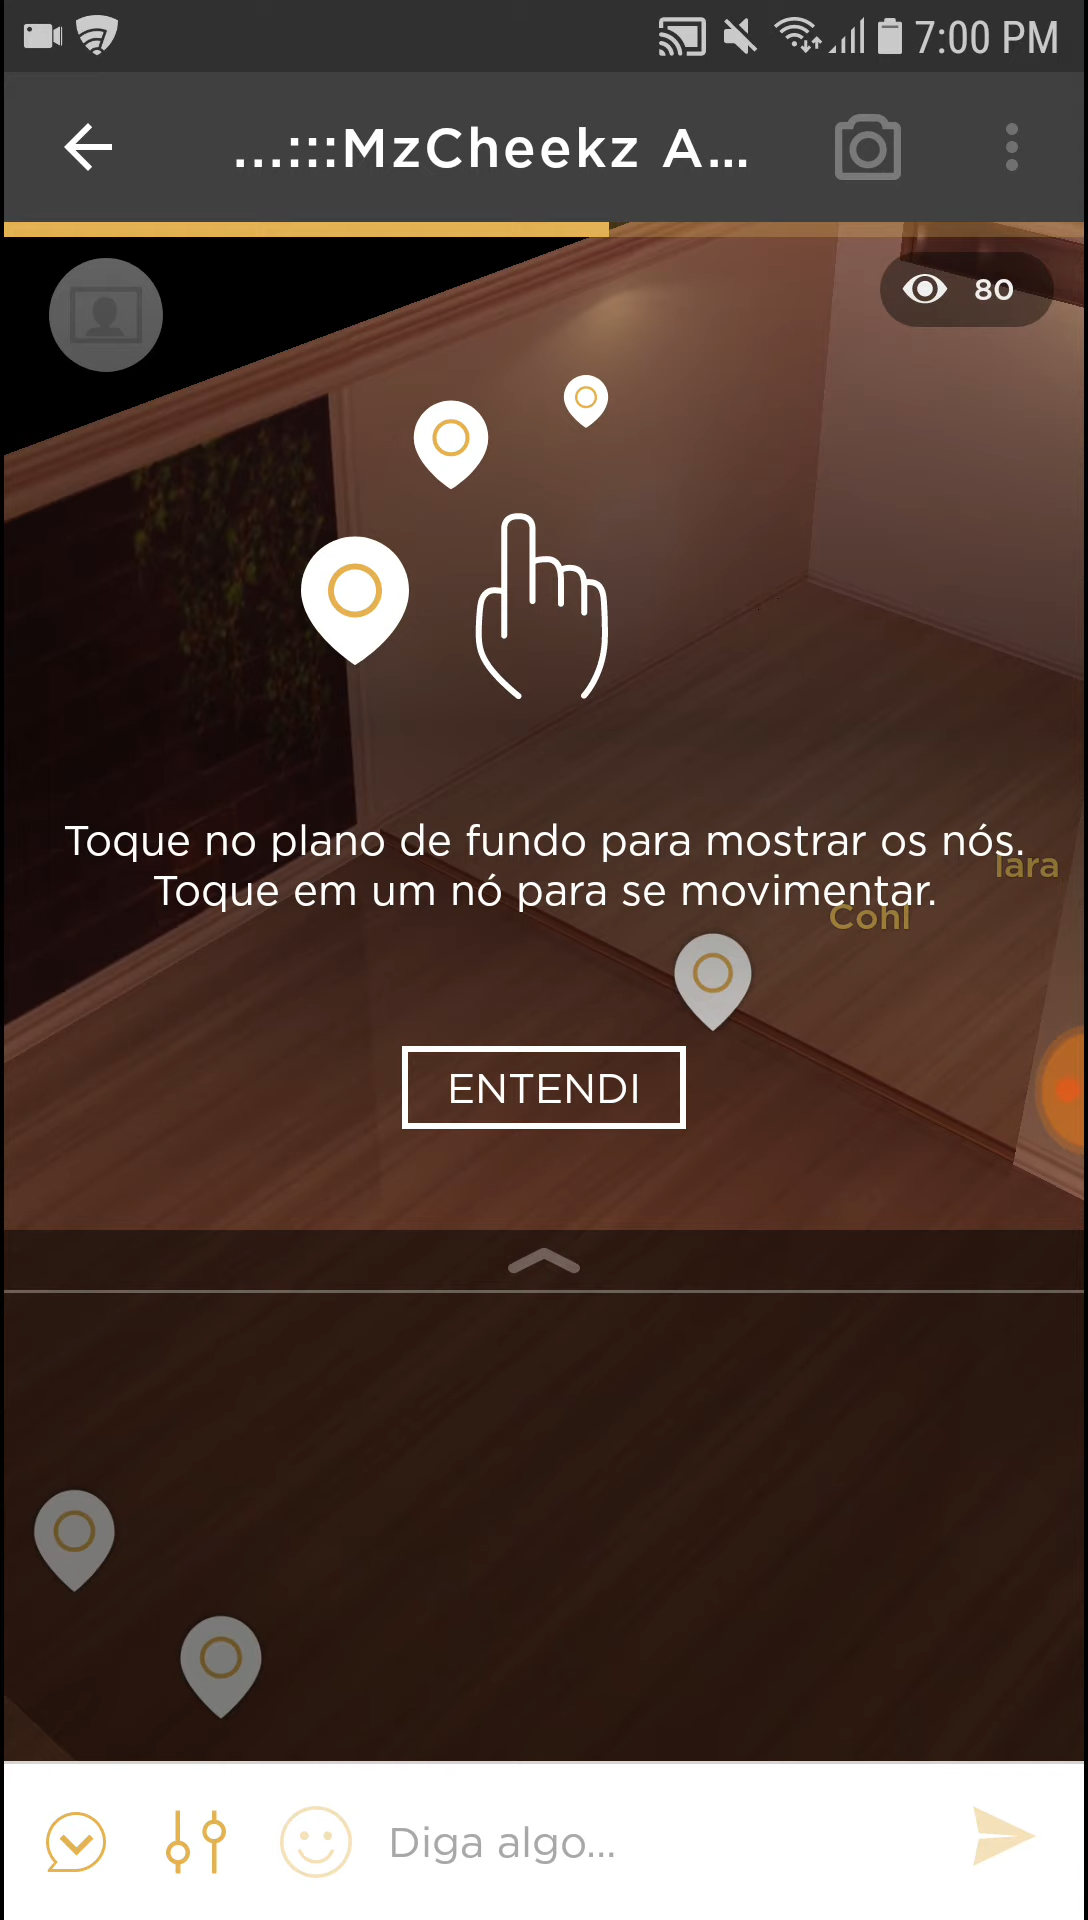 7:00 PM
...:::MzCheekz A...
80
Toque no plano de fundo para mostrar os nós.
Toque em um nó para se movimentar.
Iara
Cohl
ENTENDI
Diga algo...